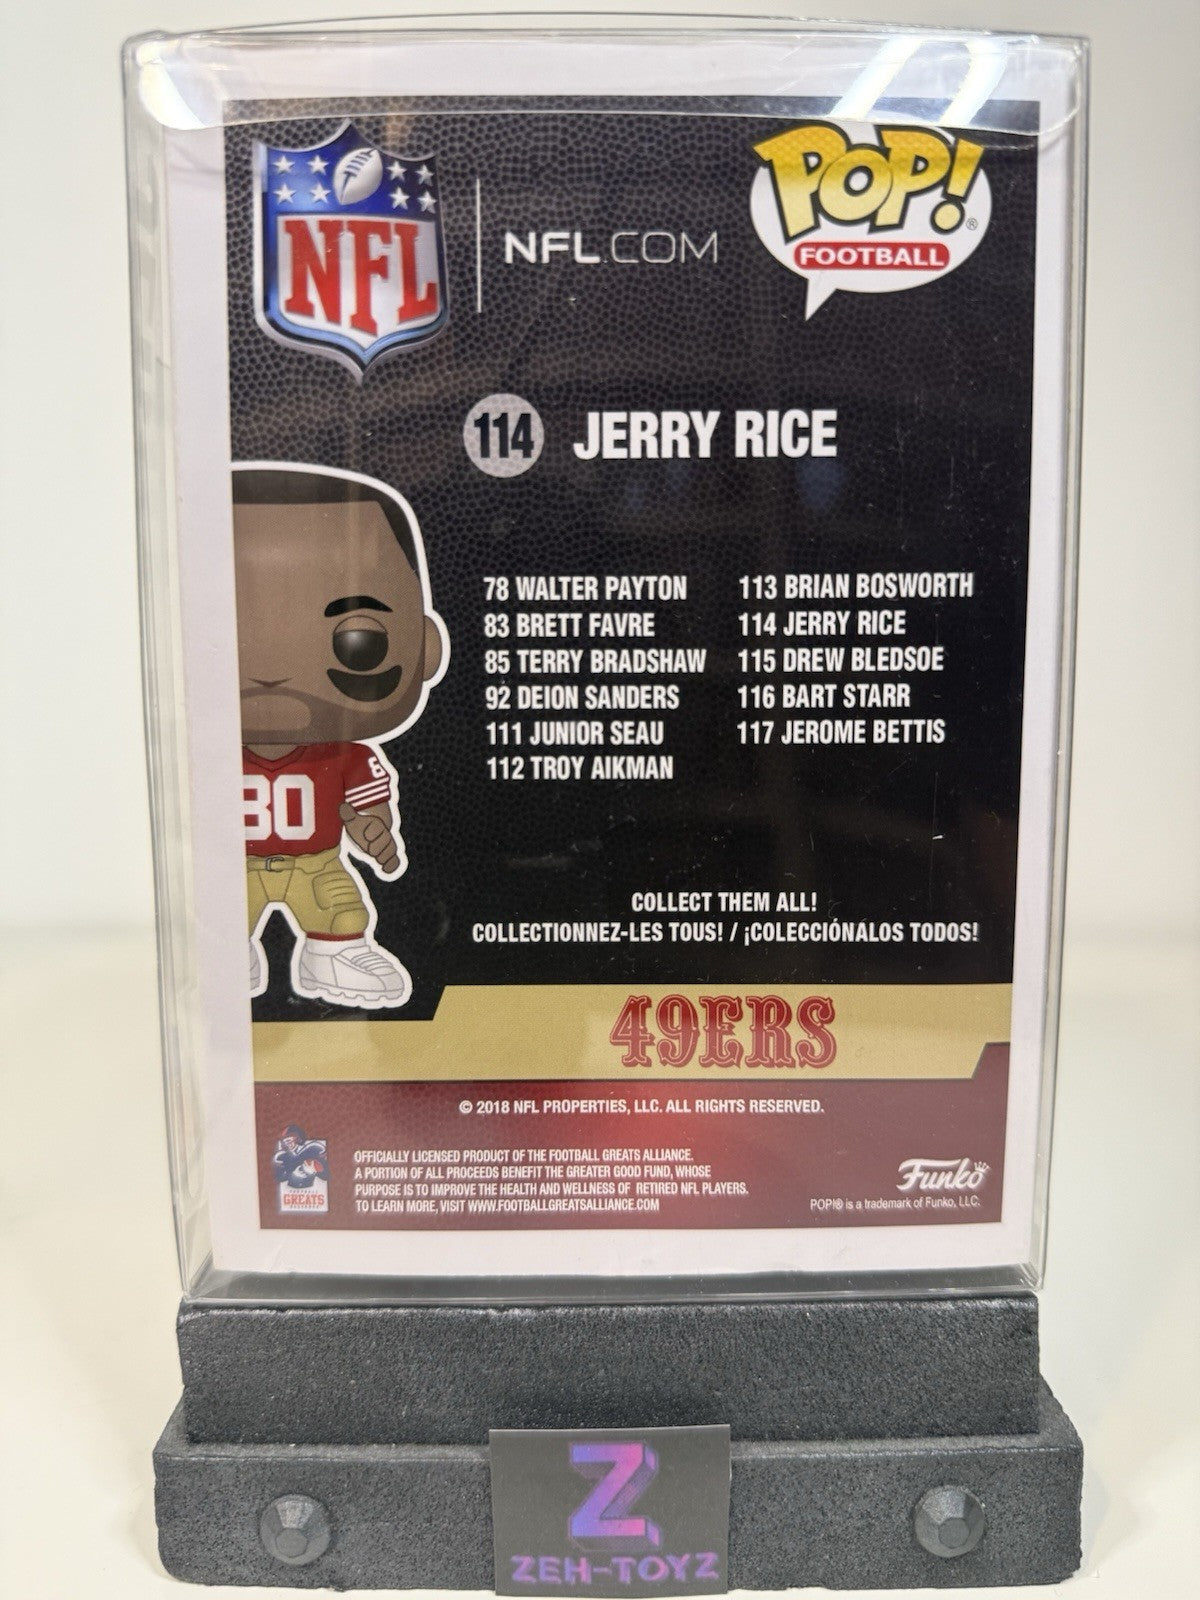 NFL
NFL.COM
POP!®
FOOTBALL
114 JERRY RICE
78 WALTER PAYTON
83 BRETT FAVRE
85 TERRY BRADSHAW
92 DEION SANDERS
111 JUNIOR SEAU
112 TROY AIKMAN
113 BRIAN BOSWORTH
114 JERRY RICE
115 DREW BLEDSOE
116 BART STARR
117 JEROME BETTIS
80
8
COLLECT THEM ALL!
COLLECTIONNEZ-LES TOUS! / ¡COLECCIÓNALOS TODOS!
49ERS
© 2018 NFL PROPERTIES, LLC. ALL RIGHTS RESERVED.
GREATS
OFFICIALLY LICENSED PRODUCT OF THE FOOTBALL GREATS ALLIANCE.
A PORTION OF ALL PROCEEDS BENEFIT THE GREATER GOOD FUND, WHOSE
PURPOSE IS TO IMPROVE THE HEALTH AND WELLNESS OF RETIRED NFL PLAYERS.
TO LEARN MORE, VISIT WWW.FOOTBALLGREATSALLIANCE.COM
Funko
POP!® is a trademark of Funko, LLC.
Z
ZEH-TOYZ